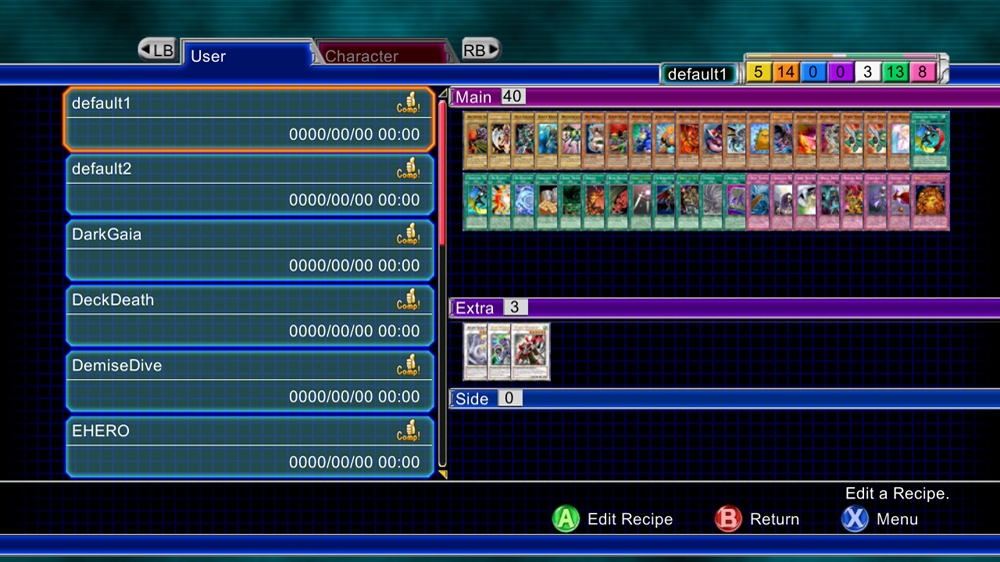 LB
User
Character
RB
default1
5 14 0 0 3 13 8
default1
Comp!
0000/00/00 00:00
default2
Comp!
0000/00/00 00:00
DarkGaia
Comp!
0000/00/00 00:00
DeckDeath
Comp!
0000/00/00 00:00
DemiseDive
Comp!
0000/00/00 00:00
EHERO
Comp!
0000/00/00 00:00
Main 40
Extra 3
Side 0
Edit a Recipe.
A Edit Recipe
B Return
X Menu